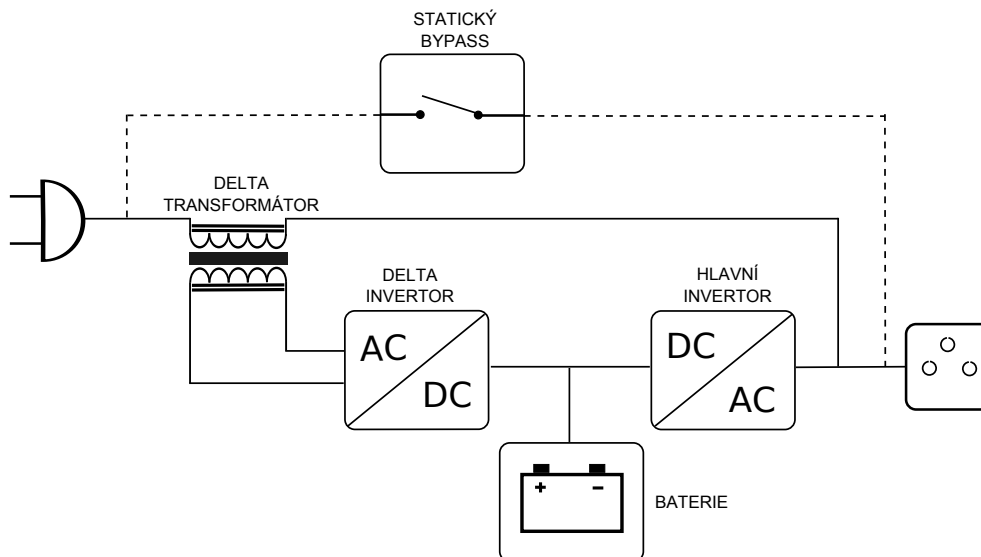 STATICKÝ
BYPASS
DELTA
TRANSFORMÁTOR
DELTA
INVERTOR
HLAVNÍ
INVERTOR
AC
DC
DC
AC
+ −
BATERIE